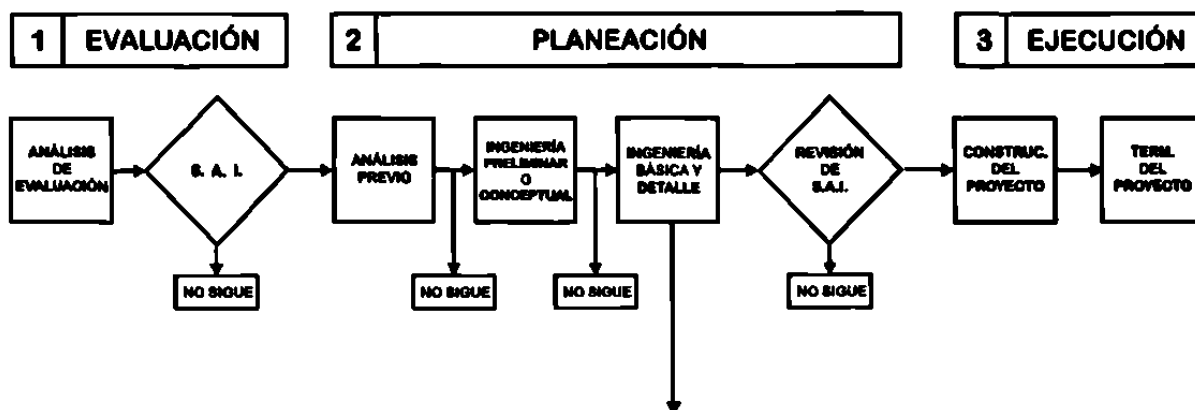 1 EVALUACIÓN
2 PLANEACIÓN
3 EJECUCIÓN
ANÁLISIS
DE
EVALUACIÓN
S. A. I.
ANÁLISIS
PREVIO
INGENIERÍA
PRELIMINAR
O
CONCEPTUAL
INGENIERÍA
BÁSICA Y
DETALLE
REVISIÓN
DE
S.A.I.
CONSTRUC.
DEL
PROYECTO
TERM.
DEL
PROYECTO
NO SIGUE
NO SIGUE
NO SIGUE
NO SIGUE